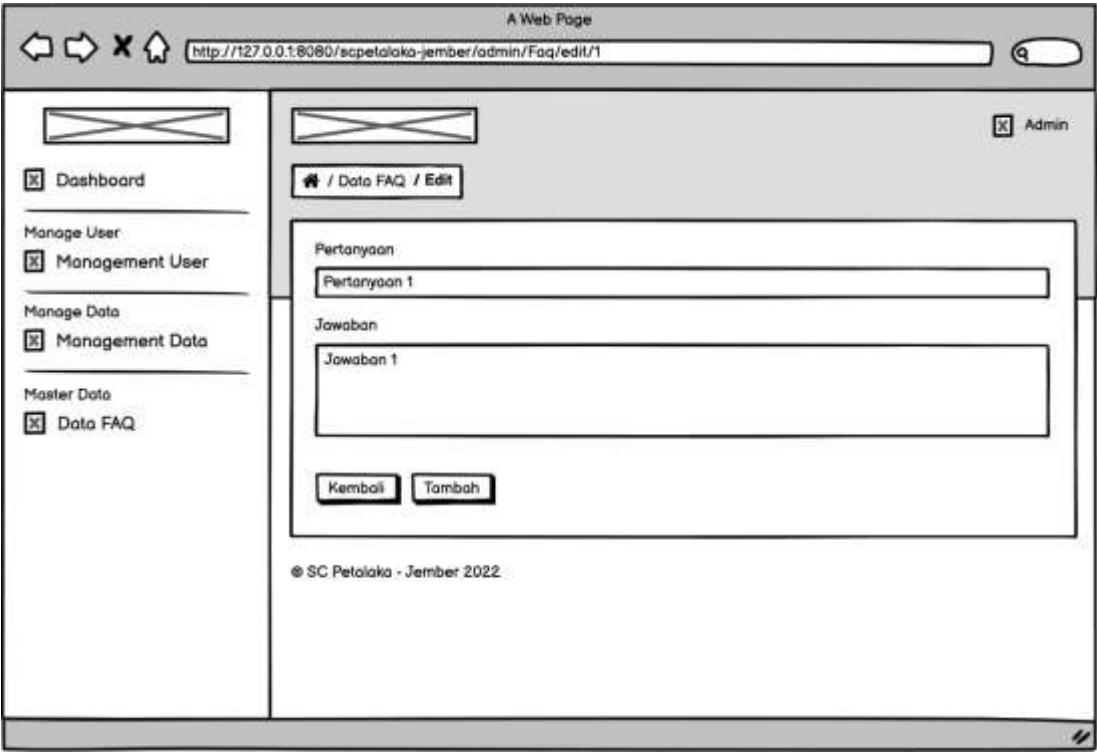 A Web Page
http://127.0.0.1:8080/scpetalaka-jember/admin/Faq/edit/1
Admin
Dashboard
/ Data FAQ / Edit
Manage User
Management User
Manage Data
Management Data
Master Data
Data FAQ
Pertanyaan
Pertanyaan 1
Jawaban
Jawaban 1
Kembali
Tambah
© SC Petalaka - Jember 2022